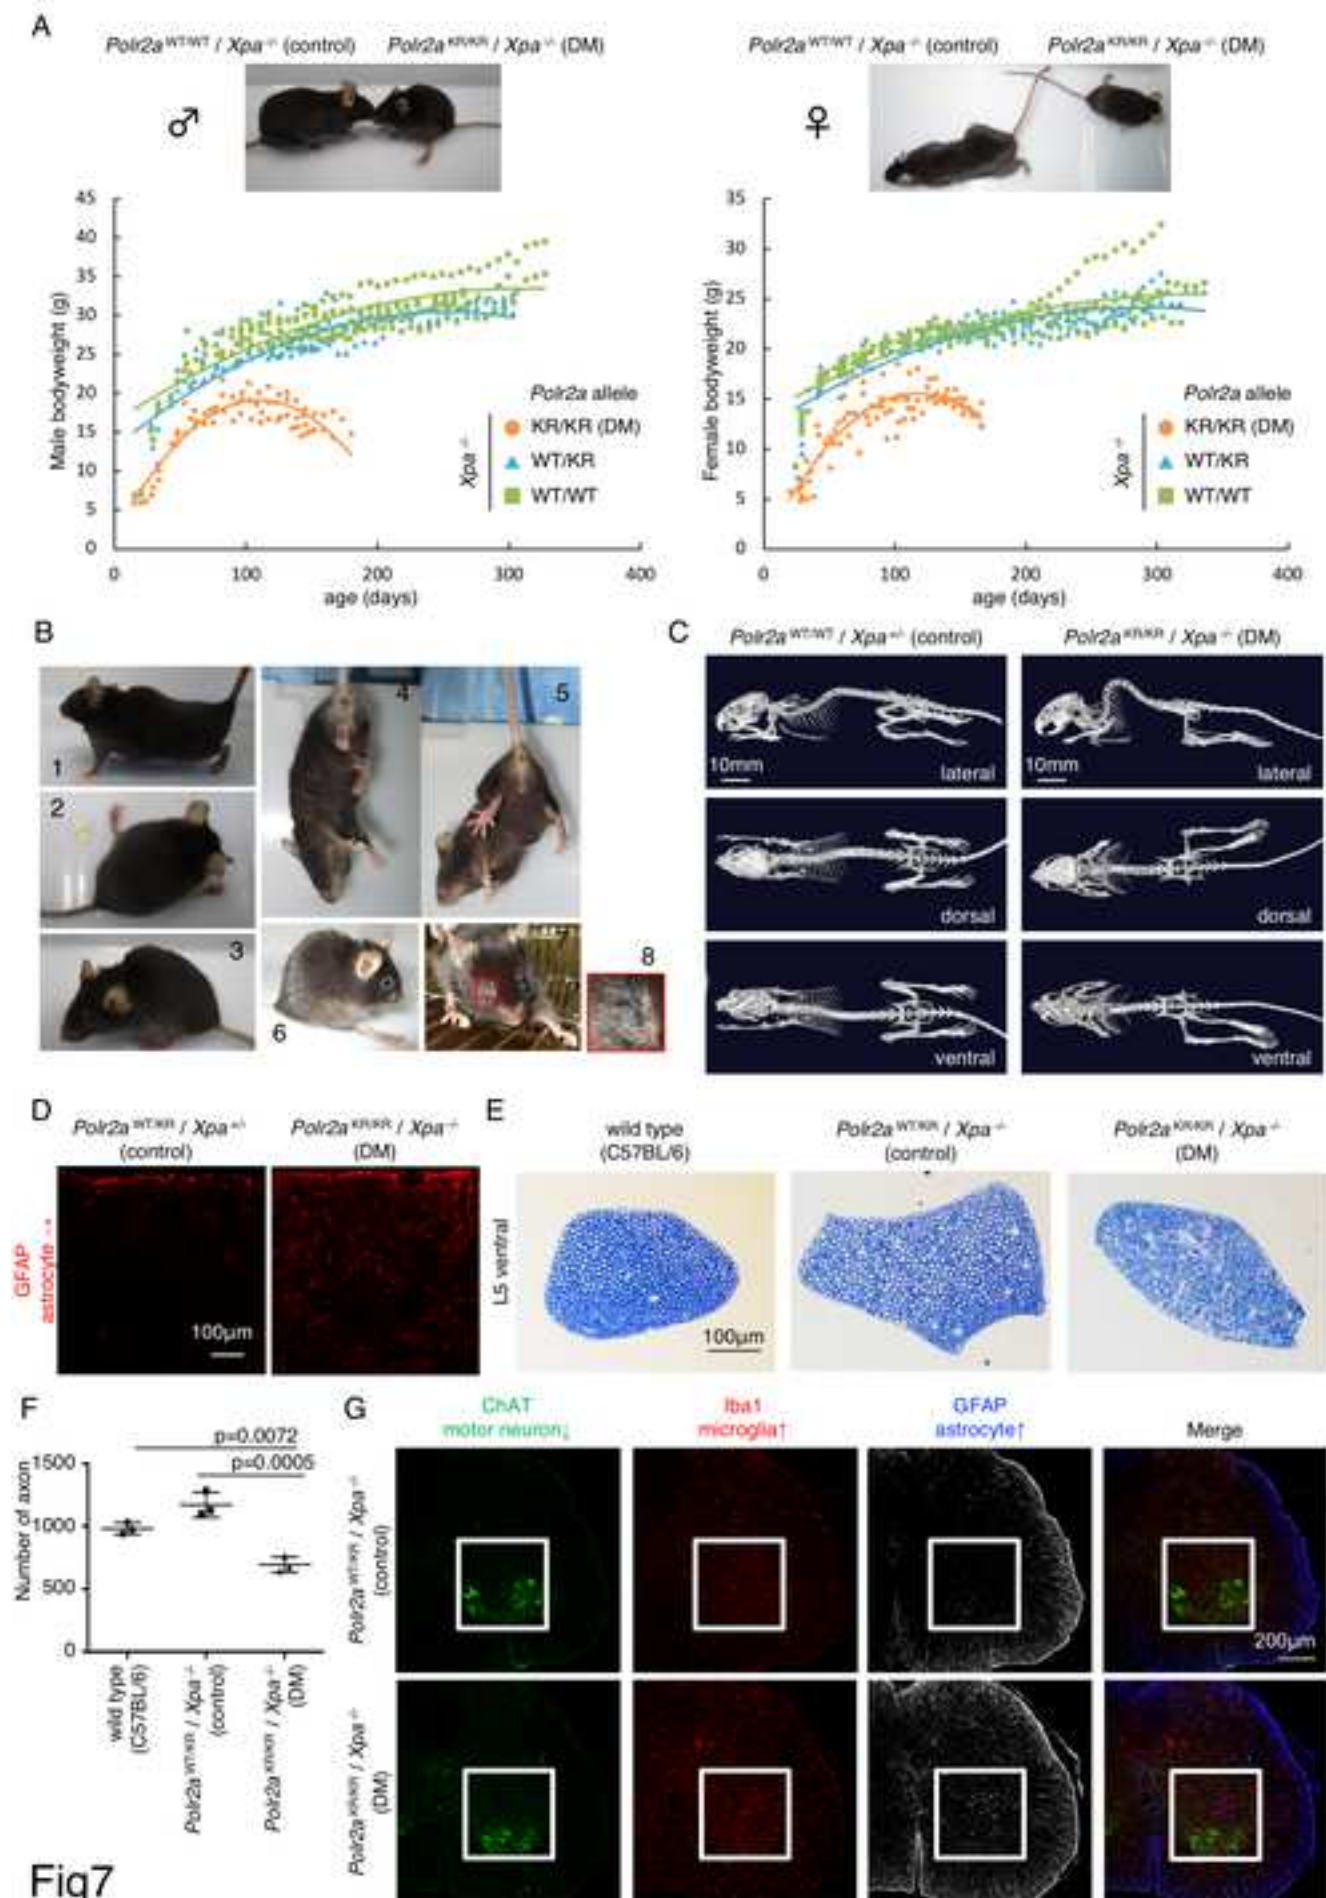 A
Polr2a WT/WT / Xpa -/- (control)
Polr2a KR/KR / Xpa -/- (DM)
Polr2a WT/WT / Xpa -/- (control)
Polr2a KR/KR / Xpa -/- (DM)
♂
♀
Male bodyweight (g)
45
40
35
30
25
20
15
10
5
0
0 100 200 300 400
age (days)
Polr2a allele
Xpa -/-
KR/KR (DM)
WT/KR
WT/WT
Female bodyweight (g)
35
30
25
20
15
10
5
0
0 100 200 300 400
age (days)
Polr2a allele
Xpa -/-
KR/KR (DM)
WT/KR
WT/WT
B
1
2
3
4
5
6
8
C
Polr2a WT/WT / Xpa +/- (control)
Polr2a KR/KR / Xpa -/- (DM)
10mm
lateral
10mm
lateral
dorsal
dorsal
ventral
ventral
D
Polr2a WT/KR / Xpa +/-
(control)
Polr2a KR/KR / Xpa -/-
(DM)
GFAP
astrocyte
100μm
E
wild type
(C57BL/6)
Polr2a WT/KR / Xpa -/-
(control)
Polr2a KR/KR / Xpa -/-
(DM)
L5 ventral
100μm
F
p=0.0072
p=0.0005
Number of axon
1500
1000
500
0
wild type
(C57BL/6)
Polr2a WT/KR / Xpa -/-
(control)
Polr2a KR/KR / Xpa -/-
(DM)
G
ChAT
motor neuron↓
Iba1
microglia↑
GFAP
astrocyte↑
Merge
Polr2a WT/KR / Xpa -/-
(control)
200μm
Polr2a KR/KR / Xpa -/-
(DM)
Fig7